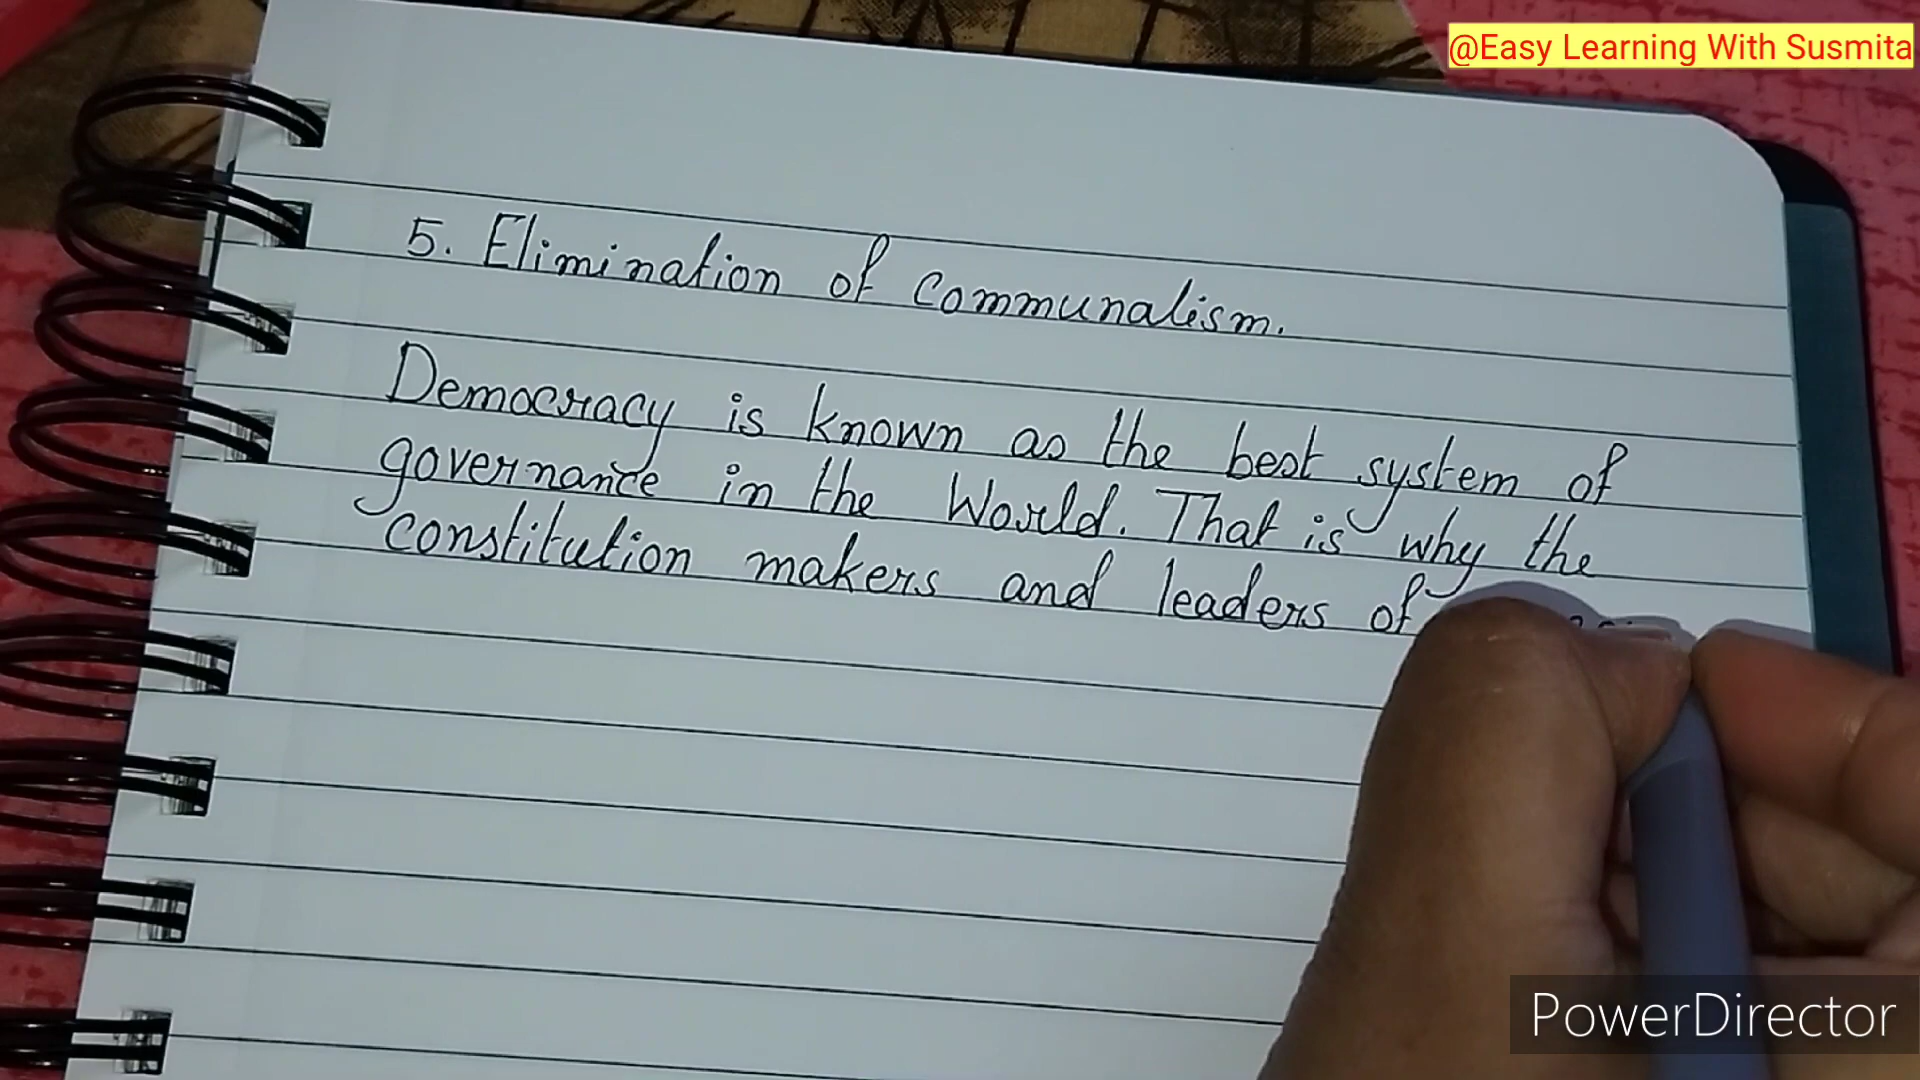 @Easy Learning With Susmita
5. Elimination of communalism.
Democracy is known as the best system of
governance in the World. That is why the
constitution makers and leaders of
PowerDirector